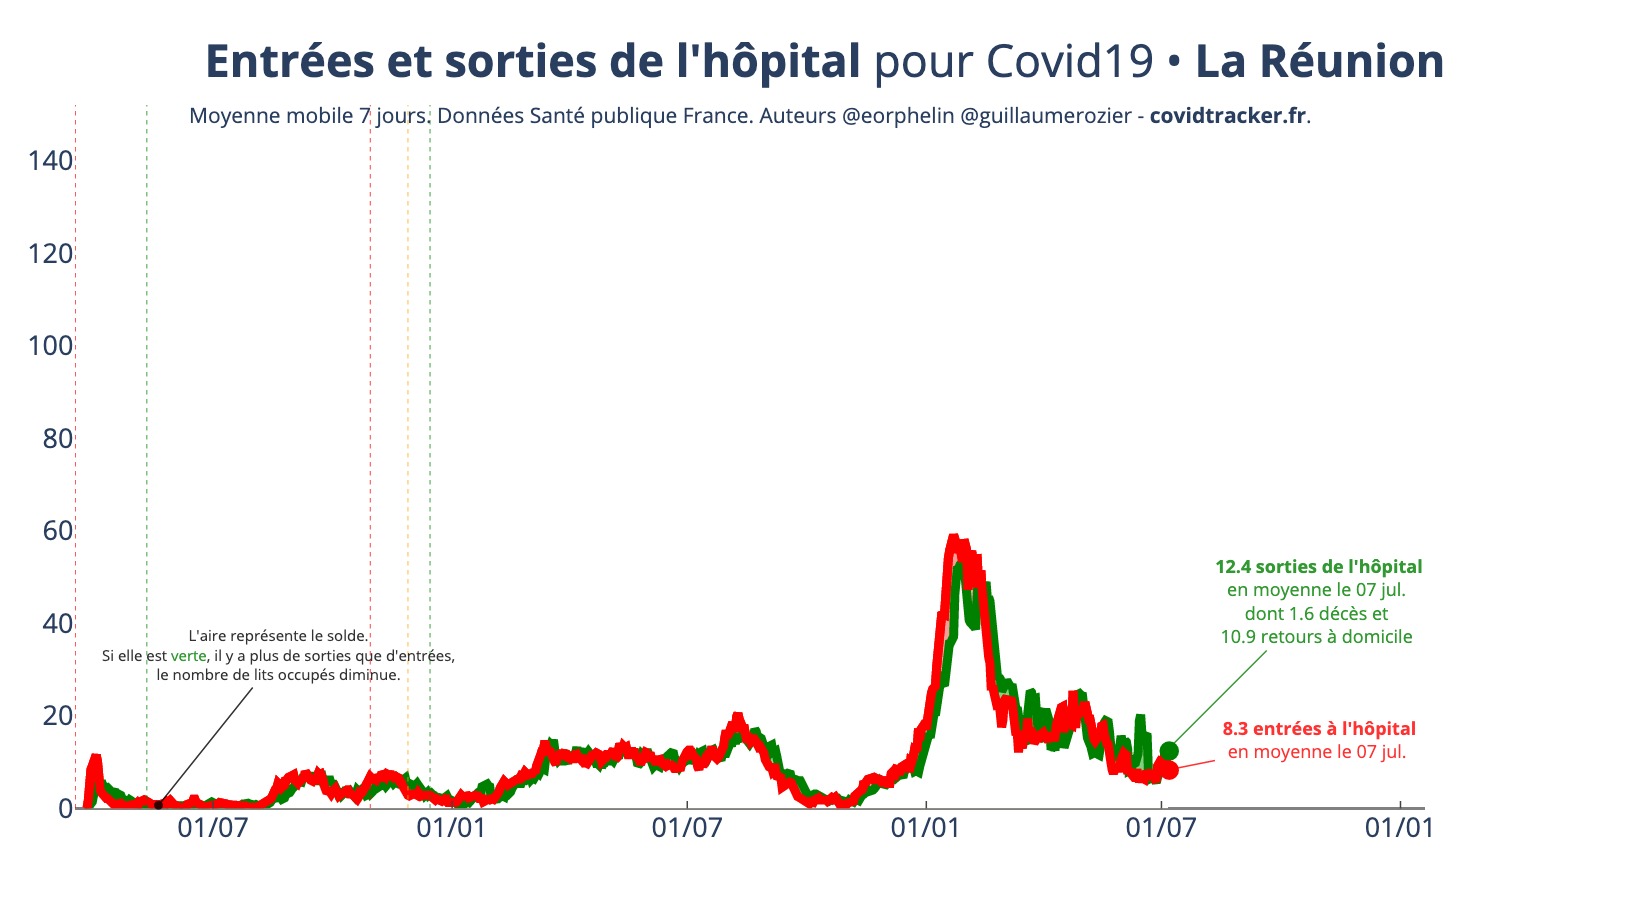 Entrées et sorties de l'hôpital pour Covid19 • La Réunion
Moyenne mobile 7 jours. Données Santé publique France. Auteurs @eorphelin @guillaumerozier - covidtracker.fr.
140
120
100
80
60
40
20
0
12.4 sorties de l'hôpital
en moyenne le 07 jul.
dont 1.6 décès et
10.9 retours à domicile
L'aire représente le solde.
Si elle est verte, il y a plus de sorties que d'entrées,
le nombre de lits occupés diminue.
8.3 entrées à l'hôpital
en moyenne le 07 jul.
01/07 01/01 01/07 01/01 01/07 01/01